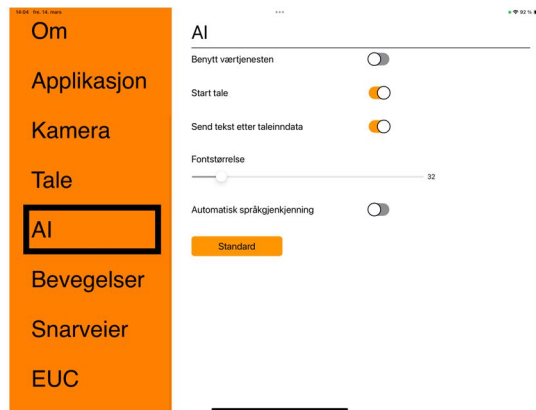 14:04 fre. 14. mars
92 %
Om
Applikasjon
Kamera
Tale
AI
Bevegelser
Snarveier
EUC
AI
Benytt værtjenesten
Start tale
Send tekst etter taleinndata
Fontstørrelse
32
Automatisk språkgjenkjenning
Standard